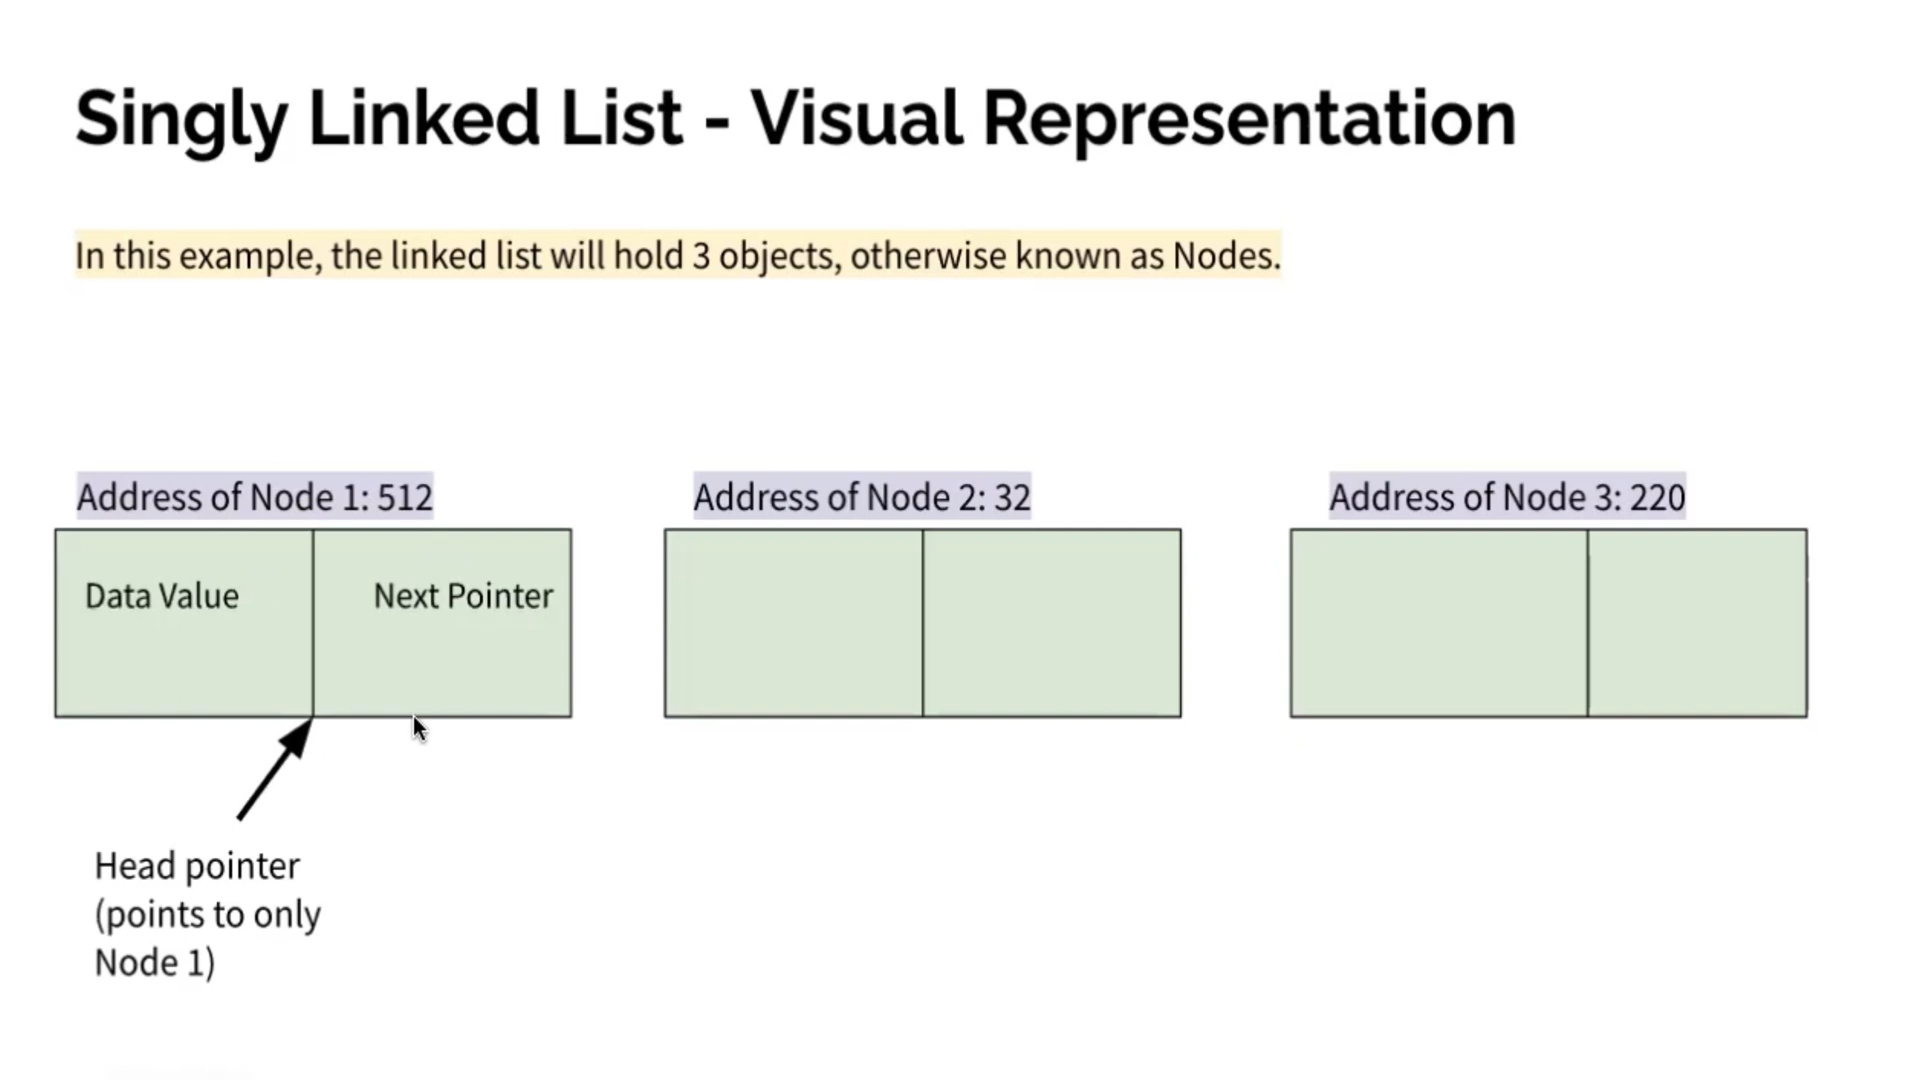 Singly Linked List - Visual Representation
In this example, the linked list will hold 3 objects, otherwise known as Nodes.
Address of Node 1: 512
Address of Node 2: 32
Address of Node 3: 220
Data Value
Next Pointer
Head pointer
(points to only
Node 1)